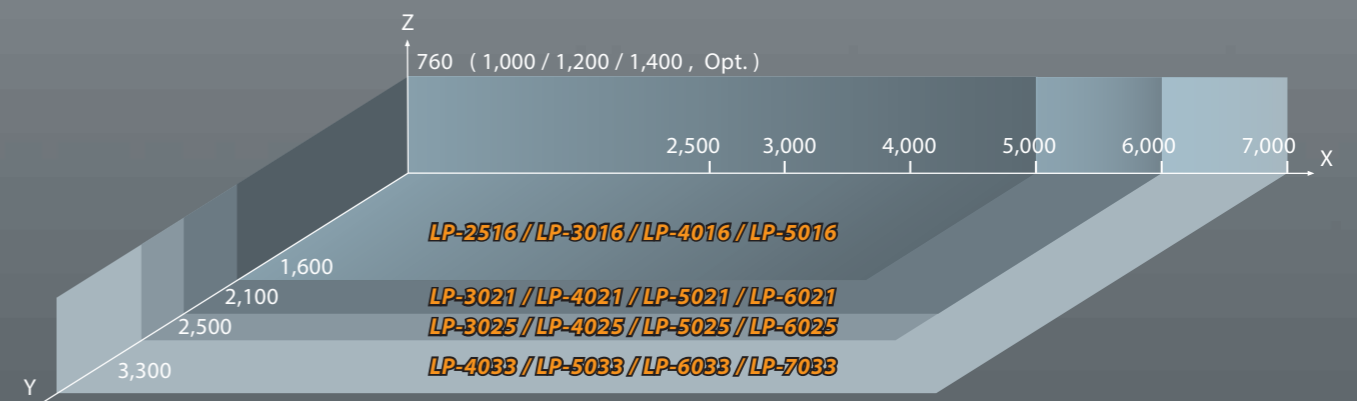 Z
760 ( 1,000 / 1,200 / 1,400 , Opt. )
2,500 3,000 4,000 5,000 6,000 7,000 X
LP-2516 / LP-3016 / LP-4016 / LP-5016
1,600
2,100 LP-3021 / LP-4021 / LP-5021 / LP-6021
2,500 LP-3025 / LP-4025 / LP-5025 / LP-6025
3,300 LP-4033 / LP-5033 / LP-6033 / LP-7033
Y